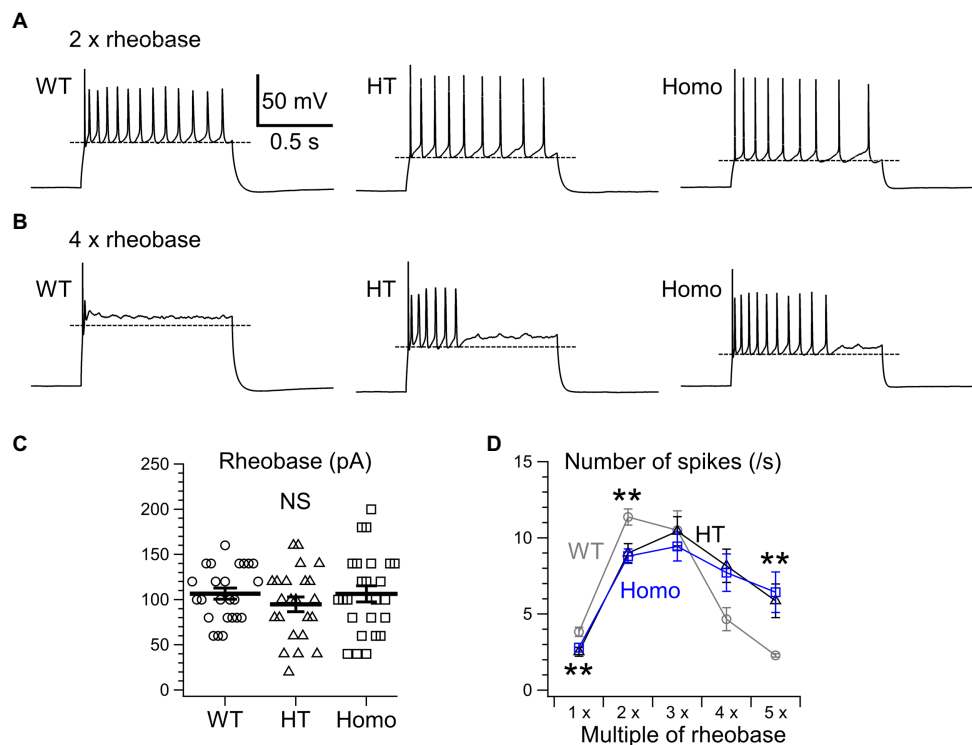 A
2 x rheobase
WT
50 mV
0.5 s
HT
Homo
B
4 x rheobase
WT
HT
Homo
C
Rheobase (pA)
NS
250
200
150
100
50
0
WT HT Homo
D
Number of spikes (/s)
15
10
5
0
**
**
**
WT
HT
Homo
1 x 2 x 3 x 4 x 5 x
Multiple of rheobase